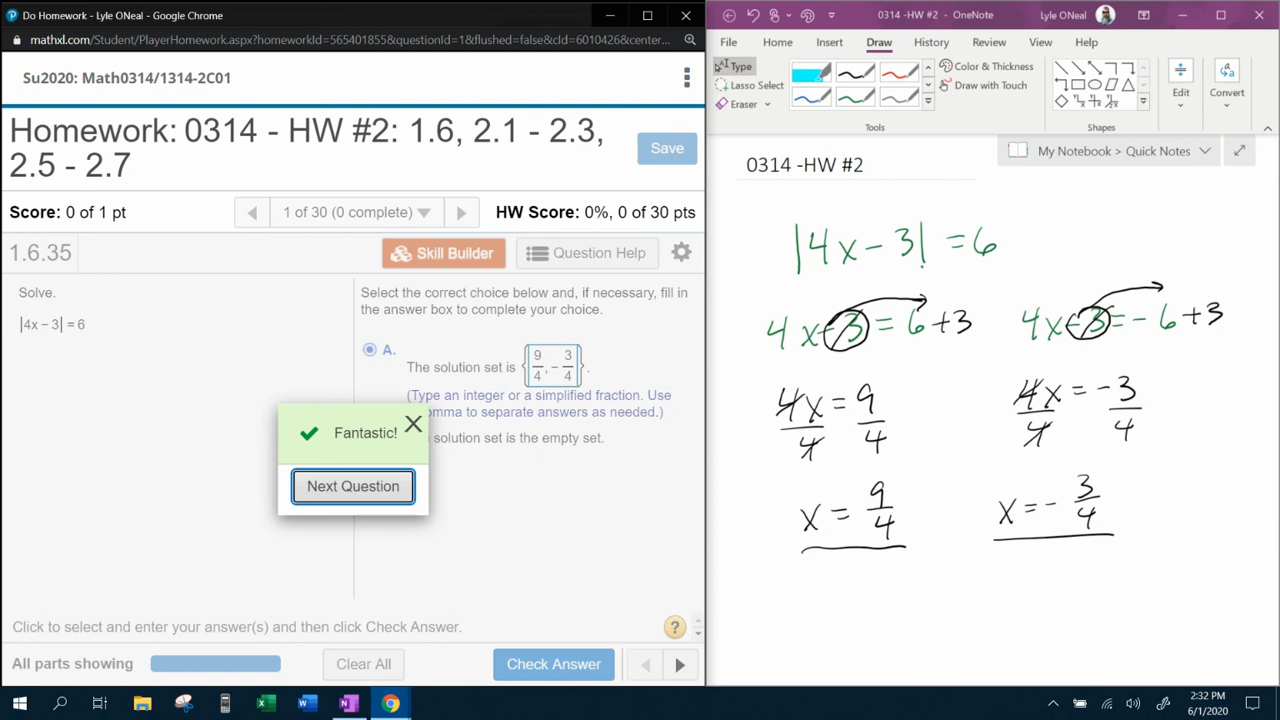 Do Homework - Lyle ONeal - Google Chrome
mathxl.com/Student/PlayerHomework.aspx?homeworkId=565401855&questionId=1&flushed=false&cId=6010426&center...
Su2020: Math0314/1314-2C01
Homework: 0314 - HW #2: 1.6, 2.1 - 2.3,
2.5 - 2.7
Save
Score: 0 of 1 pt
1 of 30 (0 complete)
HW Score: 0%, 0 of 30 pts
1.6.35
Skill Builder
Question Help
Solve.
|4x − 3| = 6
Select the correct choice below and, if necessary, fill in
the answer box to complete your choice.
A.
The solution set is {9/4, − 3/4}.
(Type an integer or a simplified fraction. Use
omma to separate answers as needed.)
solution set is the empty set.
Fantastic!
Next Question
Click to select and enter your answer(s) and then click Check Answer.
?
All parts showing
Clear All
Check Answer
0314 -HW #2 - OneNote
Lyle ONeal
File Home Insert Draw History Review View Help
Type
Lasso Select
Eraser
Color & Thickness
Draw with Touch
Edit
Convert
Tools
Shapes
My Notebook > Quick Notes
0314 -HW #2
|4x − 3| = 6
4x − 3 = 6 + 3 4x − 3 = − 6 + 3
4x/4 = 9/4 4x/4 = −3/4
x = 9/4 x = − 3/4
2:32 PM
6/1/2020